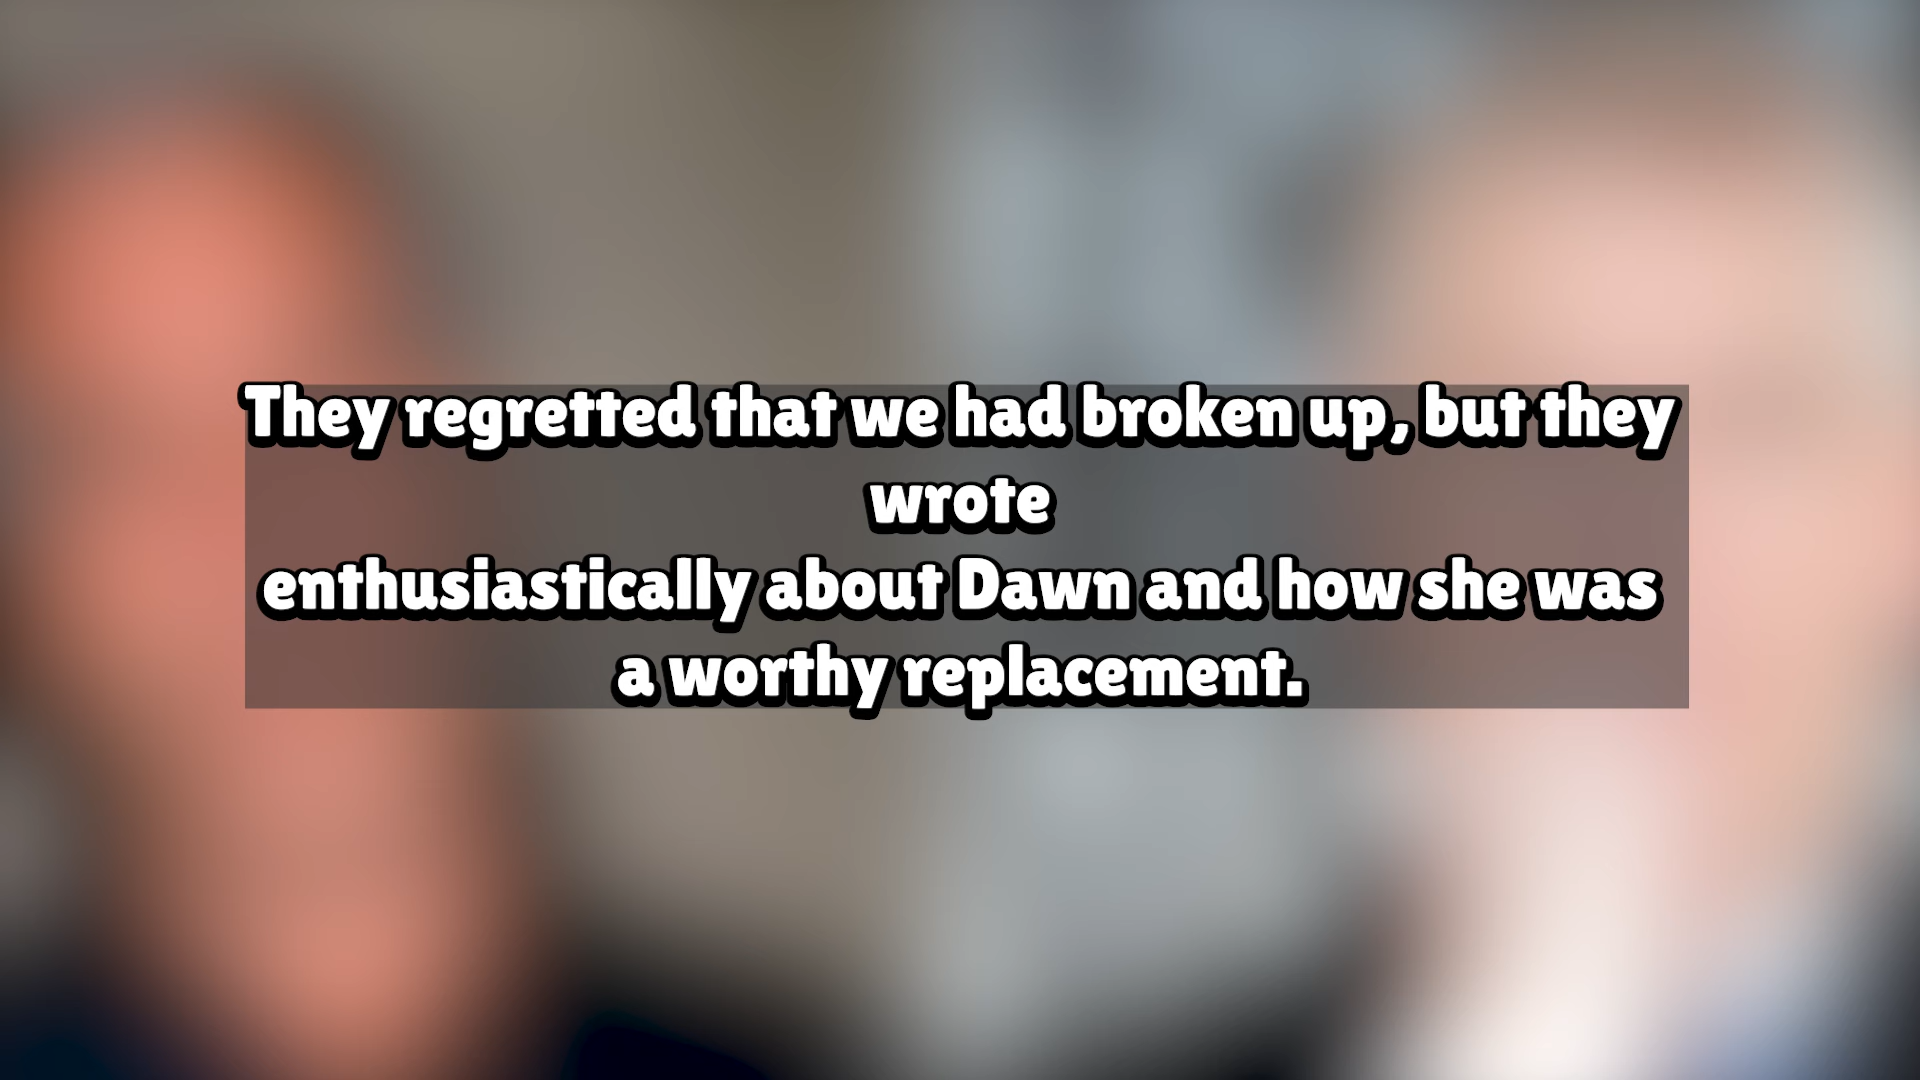 They regretted that we had broken up, but they
wrote
enthusiastically about Dawn and how she was
a worthy replacement.